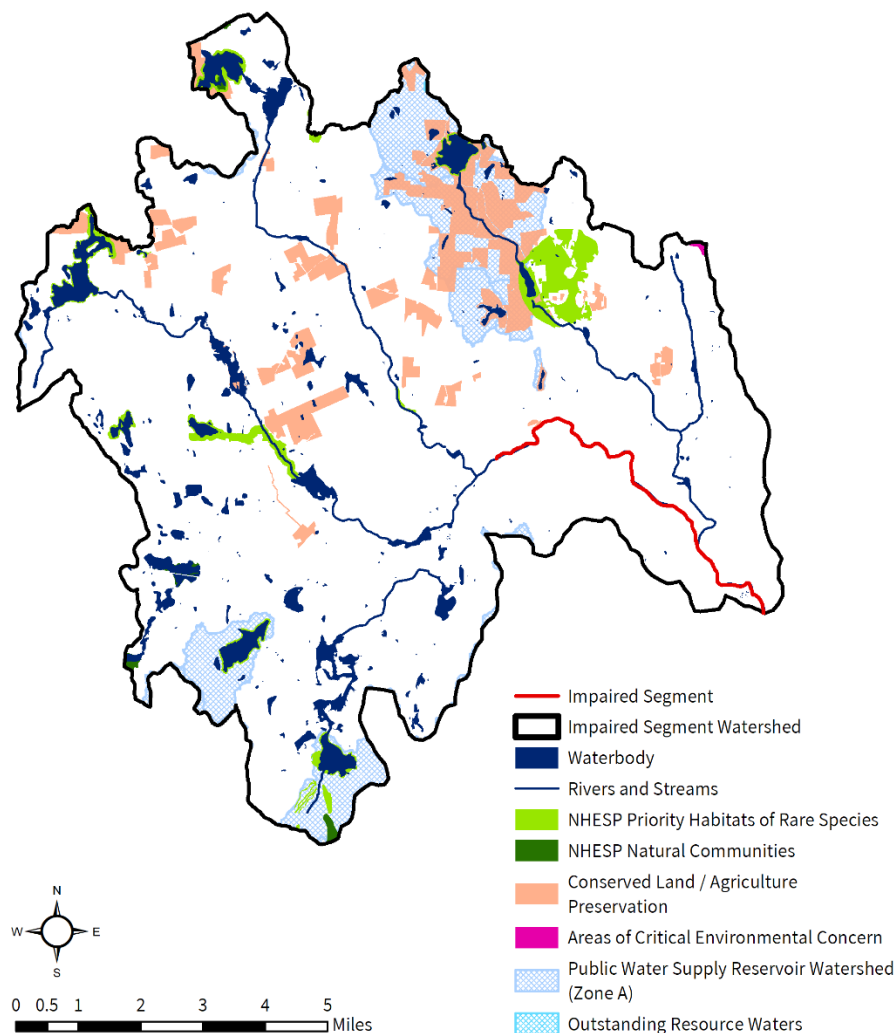 Impaired Segment
Impaired Segment Watershed
Waterbody
Rivers and Streams
NHESP Priority Habitats of Rare Species
NHESP Natural Communities
Conserved Land / Agriculture
Preservation
Areas of Critical Environmental Concern
Public Water Supply Reservoir Watershed
(Zone A)
Outstanding Resource Waters
N
W E
S
0 0.5 1 2 3 4 5
Miles